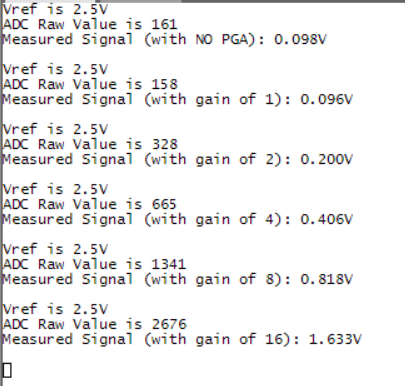 Vref is 2.5V
ADC Raw Value is 161
Measured Signal (with NO PGA): 0.098V
Vref is 2.5V
ADC Raw Value is 158
Measured Signal (with gain of 1): 0.096V
Vref is 2.5V
ADC Raw Value is 328
Measured Signal (with gain of 2): 0.200V
Vref is 2.5V
ADC Raw Value is 665
Measured Signal (with gain of 4): 0.406V
Vref is 2.5V
ADC Raw Value is 1341
Measured Signal (with gain of 8): 0.818V
Vref is 2.5V
ADC Raw Value is 2676
Measured Signal (with gain of 16): 1.633V